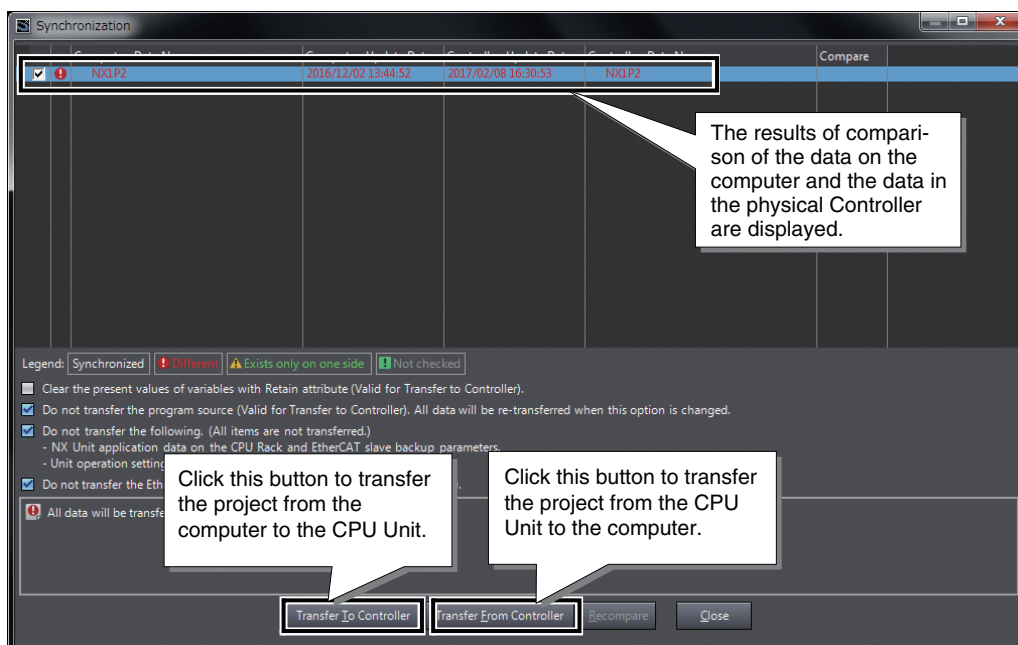 Synchronization
Compare
NX1P2 2016/12/02 13:44:52 2017/02/08 16:30:53 NX1P2
The results of compari-
son of the data on the
computer and the data in
the physical Controller
are displayed.
Legend: Synchronized Different Exists only on one side Not checked
Clear the present values of variables with Retain attribute (Valid for Transfer to Controller).
Do not transfer the program source (Valid for Transfer to Controller). All data will be re-transferred when this option is changed.
Do not transfer the following. (All items are not transferred.)
- NX Unit application data on the CPU Rack and EtherCAT slave backup parameters.
- Unit operation setting
Do not transfer the Eth
All data will be transfe
Click this button to transfer
the project from the
computer to the CPU Unit.
Click this button to transfer
the project from the CPU
Unit to the computer.
Transfer To Controller Transfer From Controller Recompare Close